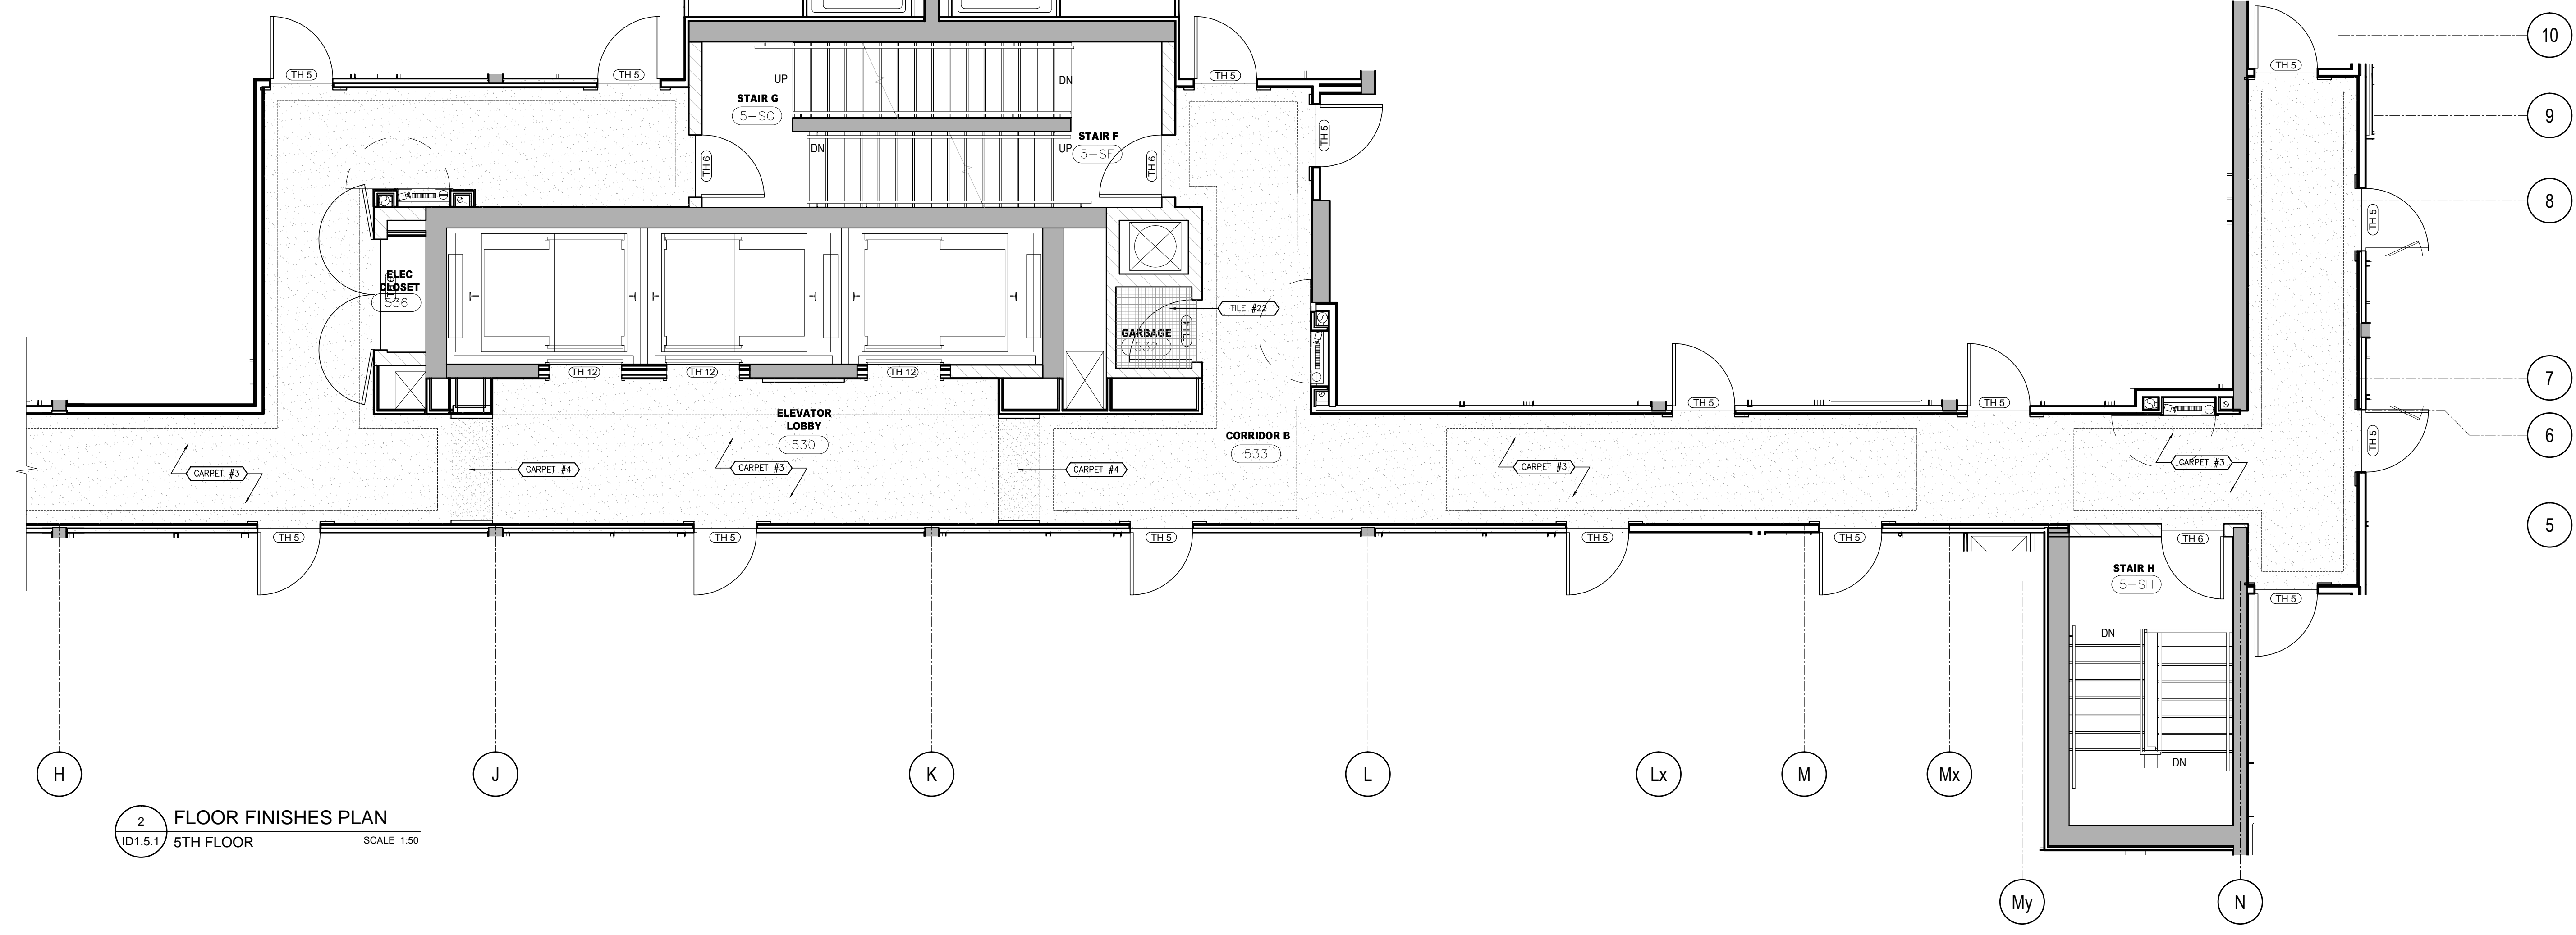 10
TH 5
TH 5
TH 5
TH 5
UP
DN
STAIR G
5-SG
9
TH 5
STAIR F
5-SF
DN
UP
TH 6
TH 6
8
TH 5
ELEC
CLOSET
536
TILE #22
GARBAGE
532
TH 4
TH 12
TH 12
TH 12
7
TH 5
TH 5
ELEVATOR
LOBBY
530
CORRIDOR B
533
6
TH 5
CARPET #3
CARPET #4
CARPET #3
CARPET #4
CARPET #3
CARPET #3
5
TH 5
TH 5
TH 5
TH 5
TH 5
TH 6
STAIR H
5-SH
TH 5
DN
DN
H
J
K
L
Lx
M
Mx
My
N
2
ID1.5.1
FLOOR FINISHES PLAN
5TH FLOOR
SCALE 1:50